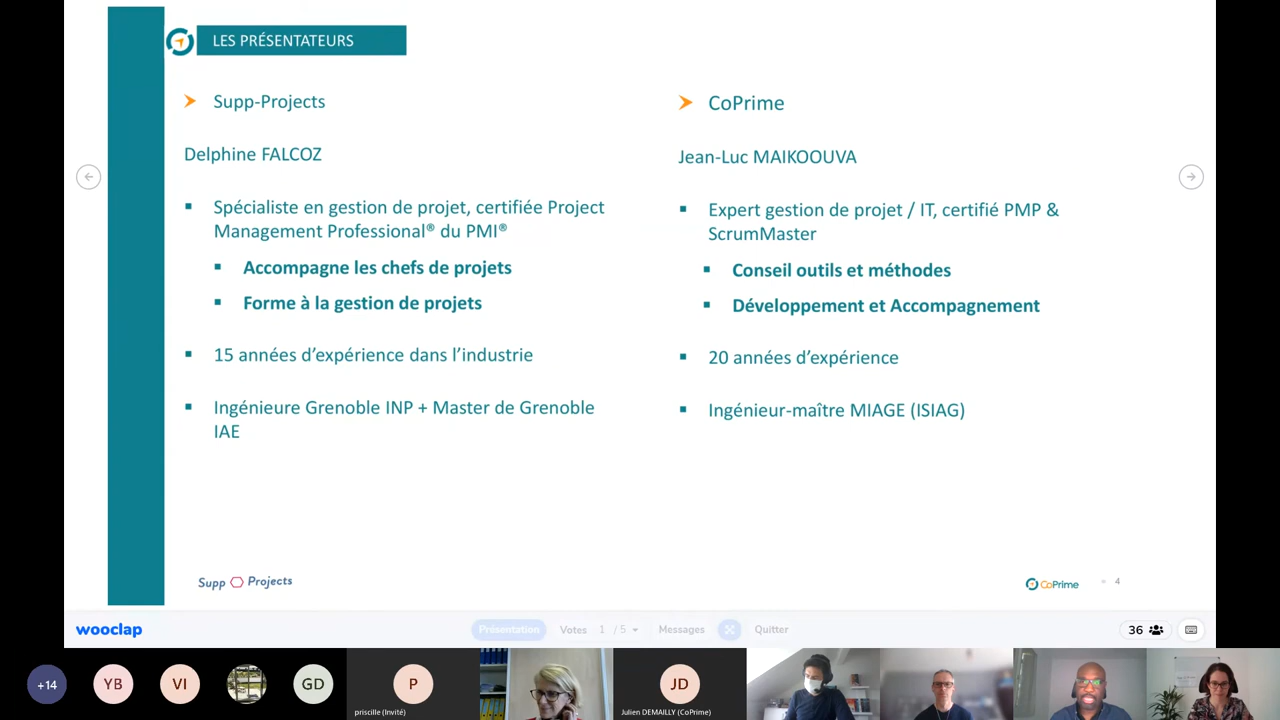 LES PRÉSENTATEURS
Supp-Projects
Delphine FALCOZ
Spécialiste en gestion de projet, certifiée Project
Management Professional® du PMI®
Accompagne les chefs de projets
Forme à la gestion de projets
15 années d'expérience dans l'industrie
Ingénieure Grenoble INP + Master de Grenoble
IAE
CoPrime
Jean-Luc MAIKOOUVA
Expert gestion de projet / IT, certifié PMP &
ScrumMaster
Conseil outils et méthodes
Développement et Accompagnement
20 années d'expérience
Ingénieur-maître MIAGE (ISIAG)
Supp Projects
CoPrime
4
wooclap
Présentation Votes 1 / 5 Messages Quitter
36
+14 YB VI GD P JD
priscille (Invité)
Julien DEMAILLY (CoPrime)